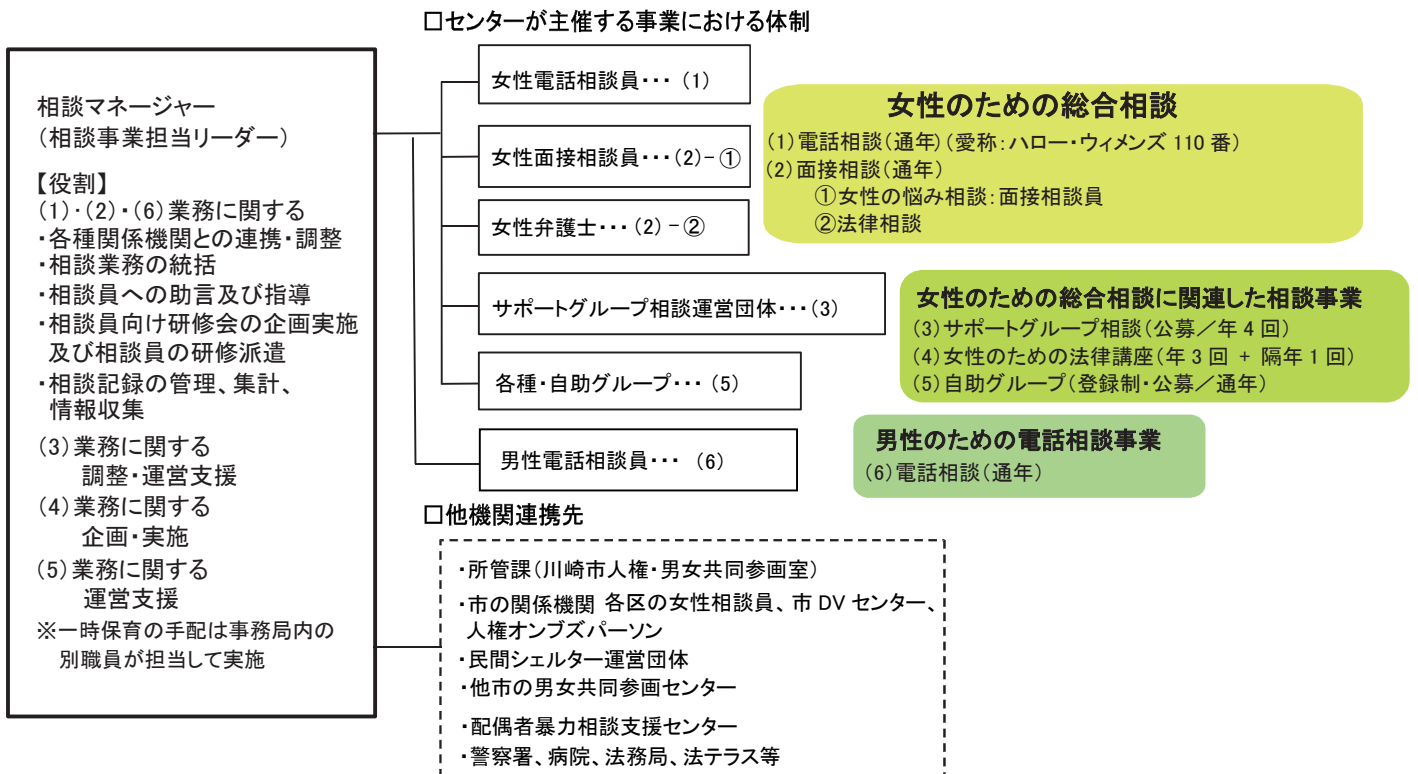 □センターが主催する事業における体制
相談マネージャー
(相談事業担当リーダー)
【役割】
(1)・(2)・(6)業務に関する
・各種関係機関との連携・調整
・相談業務の統括
・相談員への助言及び指導
・相談員向け研修会の企画実施
及び相談員の研修派遣
・相談記録の管理、集計、
情報収集
(3)業務に関する
調整・運営支援
(4)業務に関する
企画・実施
(5)業務に関する
運営支援
※一時保育の手配は事務局内の
別職員が担当して実施
女性電話相談員・・・ (1)
女性面接相談員・・・(2)-①
女性弁護士・・・(2)-②
サポートグループ相談運営団体・・・(3)
各種・自助グループ・・・ (5)
男性電話相談員・・・ (6)
女性のための総合相談
(1)電話相談(通年)(愛称:ハロー・ウィメンズ 110 番)
(2)面接相談(通年)
①女性の悩み相談:面接相談員
②法律相談
女性のための総合相談に関連した相談事業
(3)サポートグループ相談(公募/年 4 回)
(4)女性のための法律講座(年 3 回 + 隔年 1 回)
(5)自助グループ(登録制・公募/通年)
男性のための電話相談事業
(6)電話相談(通年)
□他機関連携先
・所管課(川崎市人権・男女共同参画室)
・市の関係機関 各区の女性相談員、市 DV センター、
人権オンブズパーソン
・民間シェルター運営団体
・他市の男女共同参画センター
・配偶者暴力相談支援センター
・警察署、病院、法務局、法テラス等